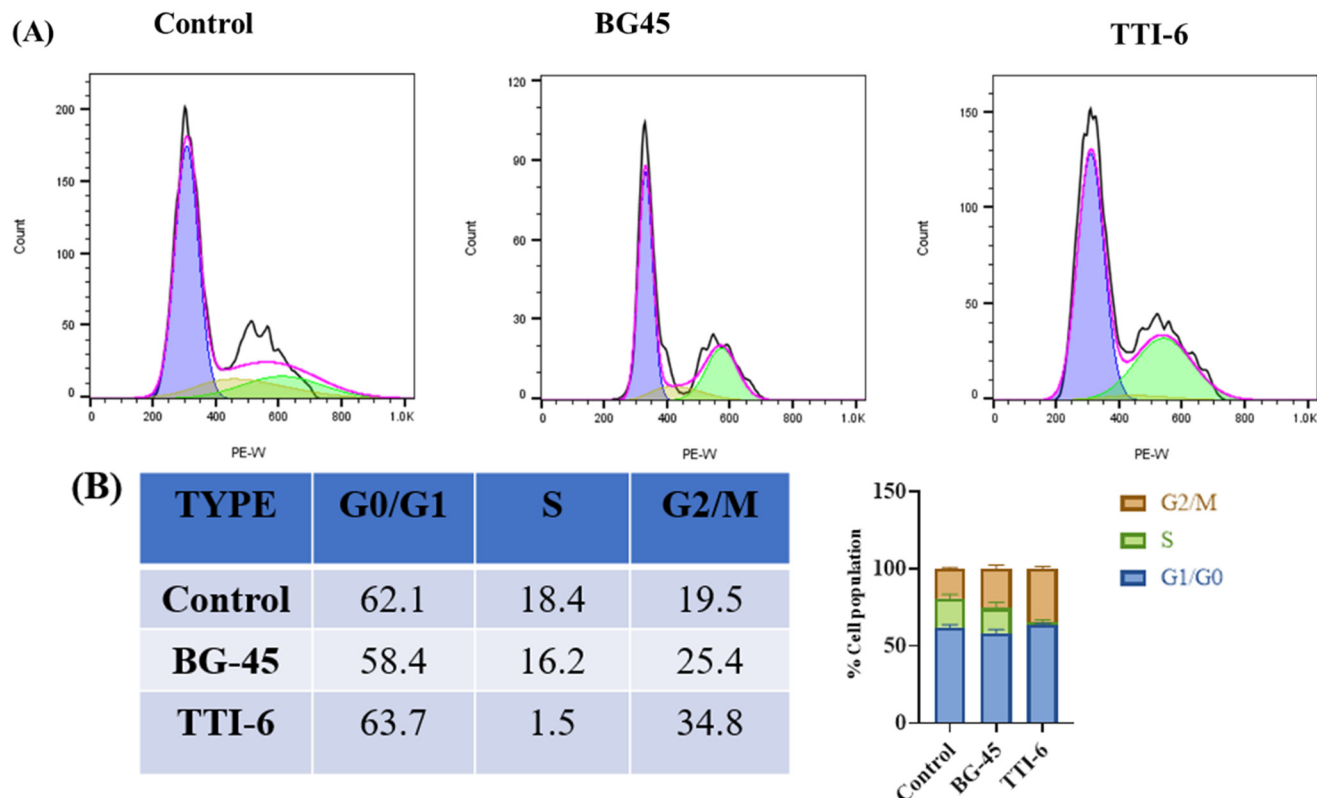 (A)
Control
BG45
TTI-6
200
150
100
50
0
Count
0 200 400 600 800 1.0K
PE-W
120
90
60
30
0
Count
0 200 400 600 800
PE-W
150
100
50
0
Count
0 200 400 600 800 1.0K
PE-W
(B)
TYPE G0/G1 S G2/M
Control 62.1 18.4 19.5
BG-45 58.4 16.2 25.4
TTI-6 63.7 1.5 34.8
150
100
50
0
% Cell population
Control
BG-45
TTI-6
G2/M
S
G1/G0